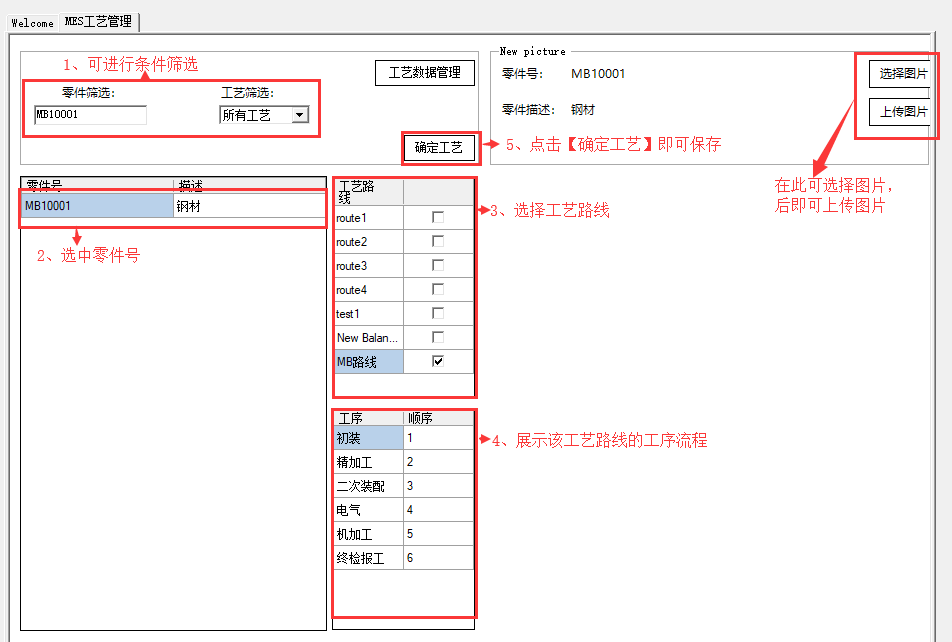 Welcome
MES工艺管理
1、可进行条件筛选
零件筛选：
工艺筛选：
MB10001
所有工艺
工艺数据管理
确定工艺
5、点击【确定工艺】即可保存
New picture
零件号： MB10001
零件描述： 钢材
选择图片
上传图片
在此可选择图片，
后即可上传图片
零件号 描述
MB10001 钢材
2、选中零件号
工艺路
线
route1
route2
route3
route4
test1
New Balan...
MB路线
3、选择工艺路线
工序 顺序
初装 1
精加工 2
二次装配 3
电气 4
机加工 5
终检报工 6
4、展示该工艺路线的工序流程